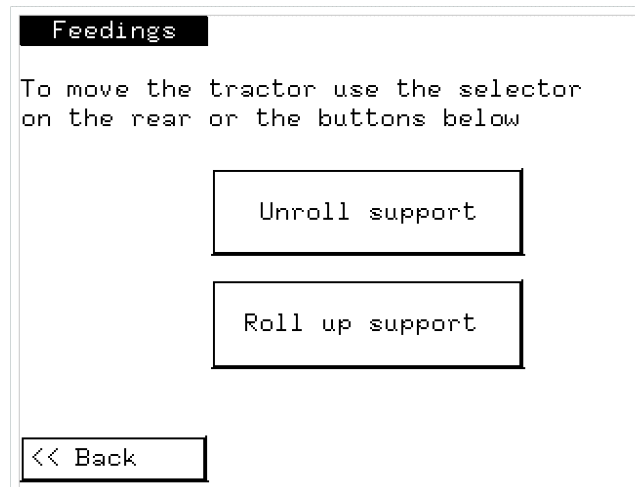 Feedings
To move the tractor use the selector
on the rear or the buttons below
Unroll support
Roll up support
<< Back